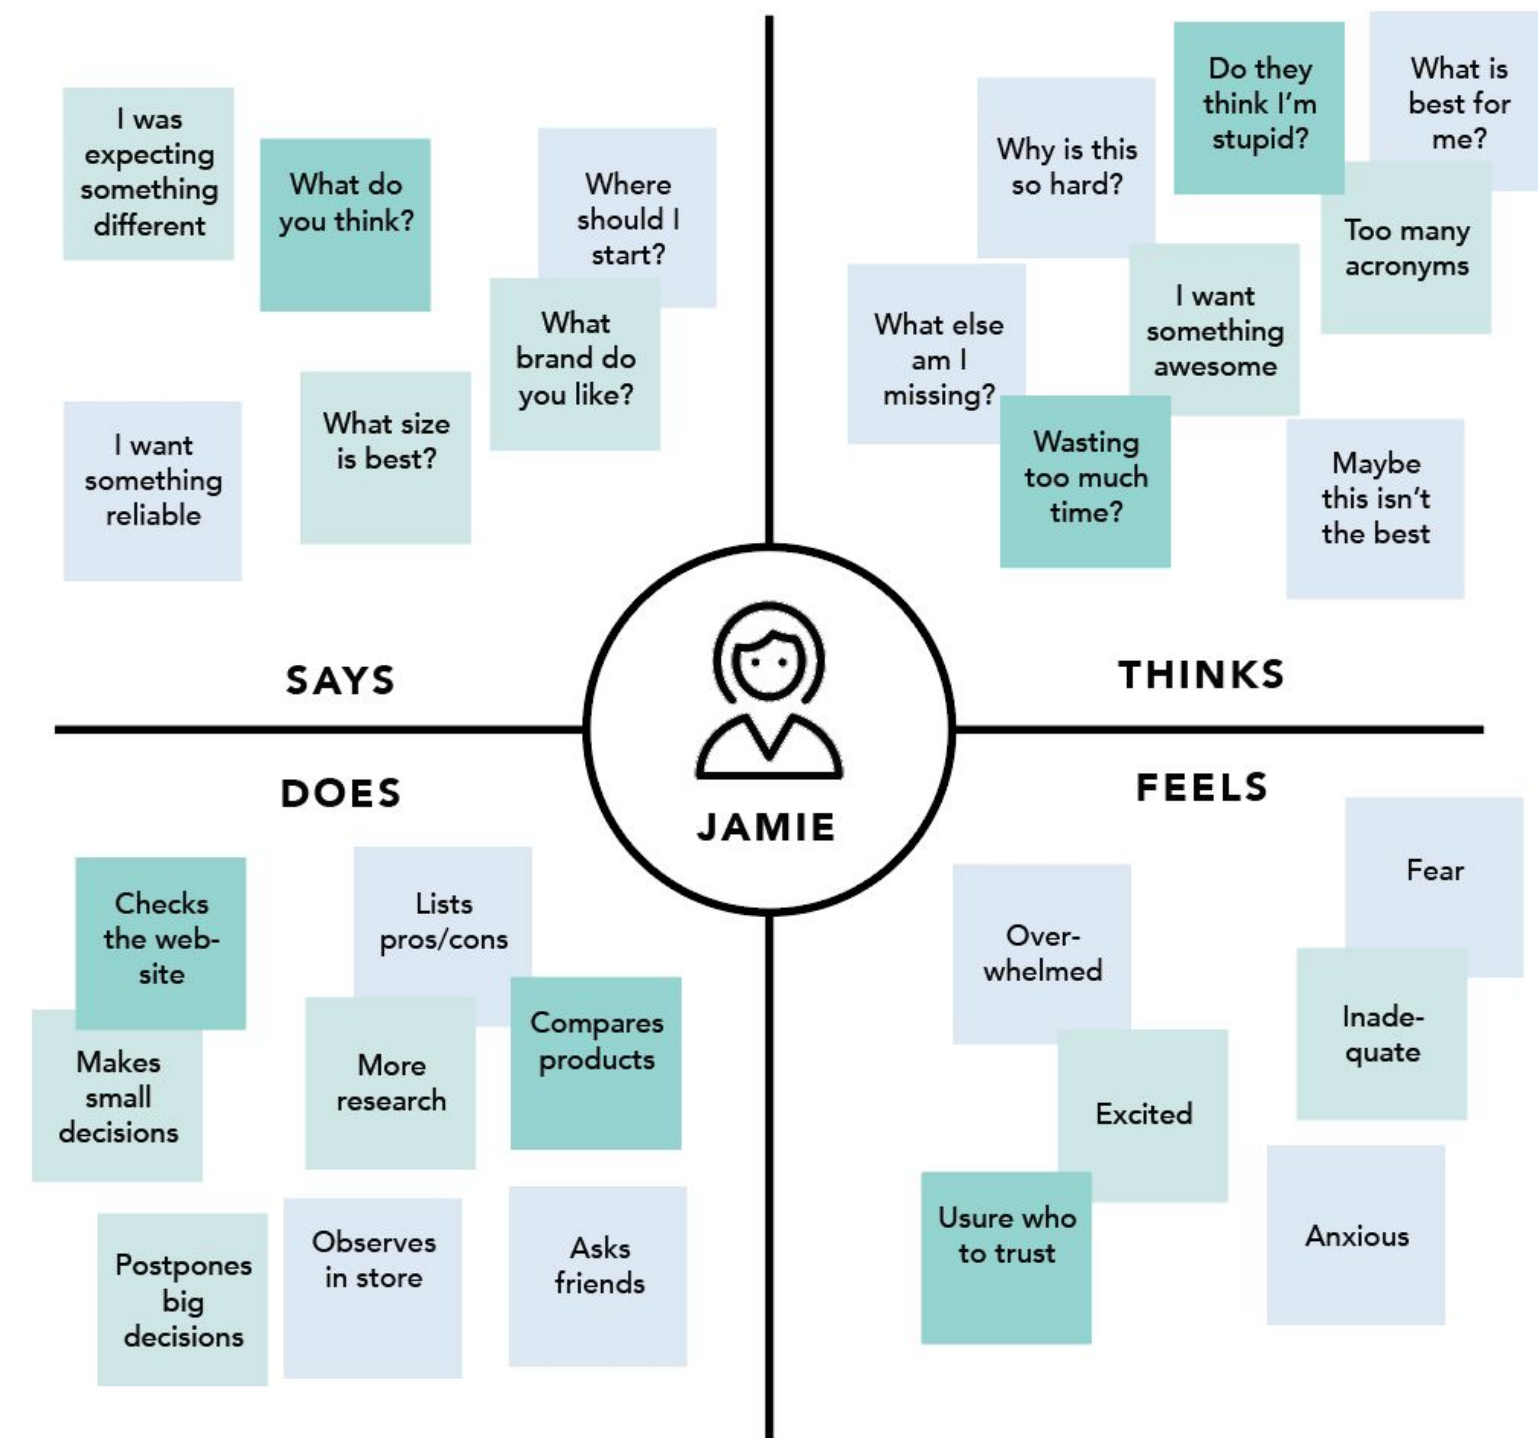 I was
expecting
something
different
What do
you think?
Where
should I
start?
What
brand do
you like?
What size
is best?
I want
something
reliable
SAYS
Do they
think I'm
stupid?
What is
best for
me?
Why is this
so hard?
Too many
acronyms
I want
something
awesome
What else
am I
missing?
Wasting
too much
time?
Maybe
this isn't
the best
THINKS
JAMIE
DOES
Checks
the web-
site
Lists
pros/cons
Compares
products
Makes
small
decisions
More
research
Postpones
big
decisions
Observes
in store
Asks
friends
FEELS
Fear
Over-
whelmed
Inade-
quate
Excited
Usure who
to trust
Anxious